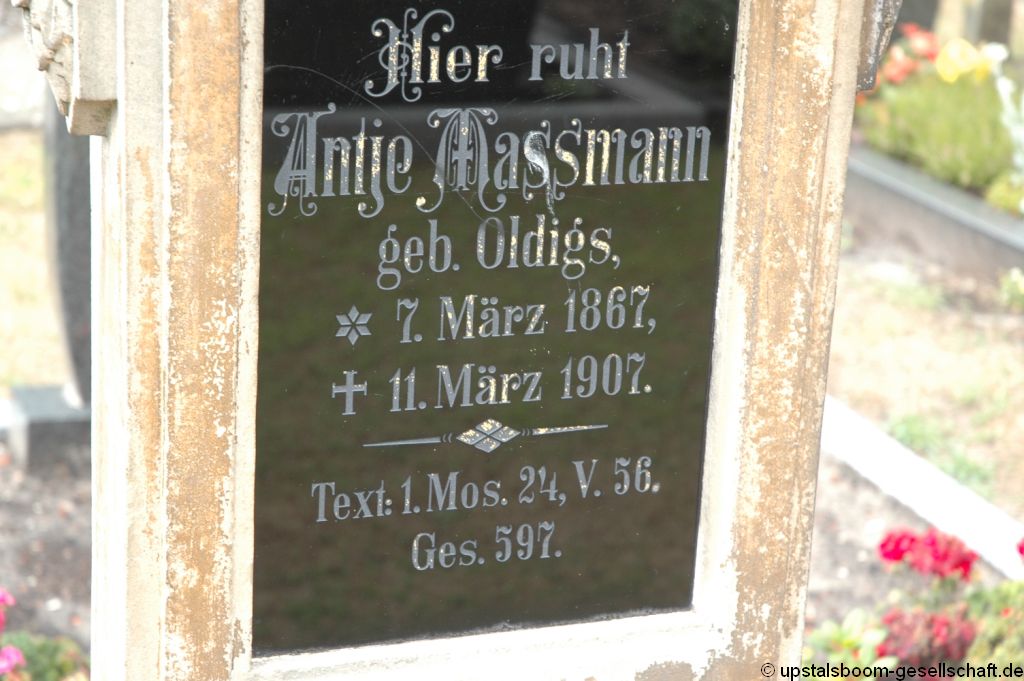 Hier ruht
Antje Massmann
geb. Oldigs,
7. März 1867,
11. März 1907.
Text: 1. Mos. 24, V. 56.
Ges. 597.
© upstalsboom-gesellschaft.de